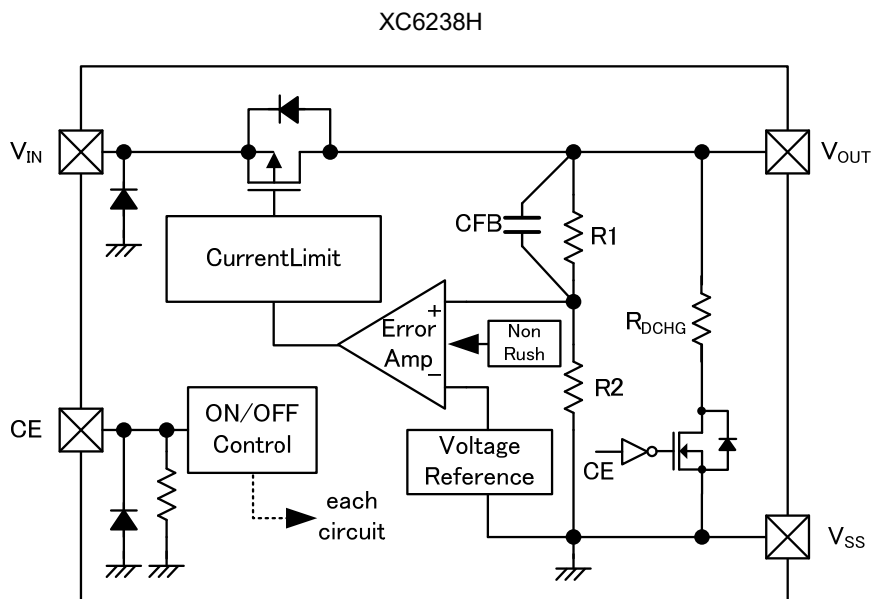 XC6238H
VIN
VOUT
CFB
R1
CurrentLimit
RDCHG
+
Error
Amp
−
Non
Rush
R2
CE
ON/OFF
Control
Voltage
Reference
CE
each
circuit
VSS